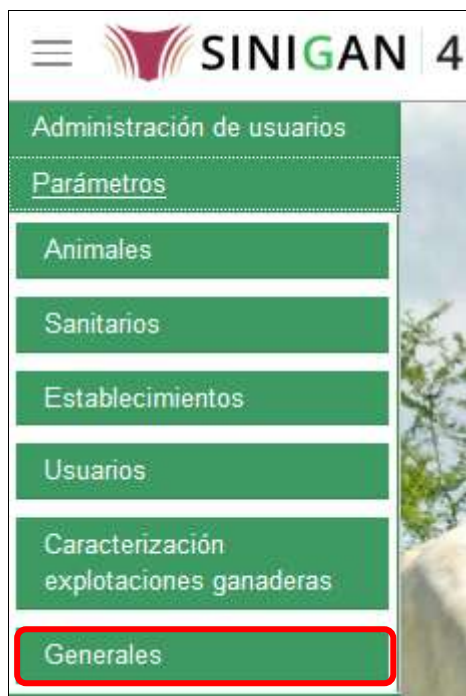 SINIGAN 4
Administración de usuarios
Parámetros
Animales
Sanitarios
Establecimientos
Usuarios
Caracterización
explotaciones ganaderas
Generales